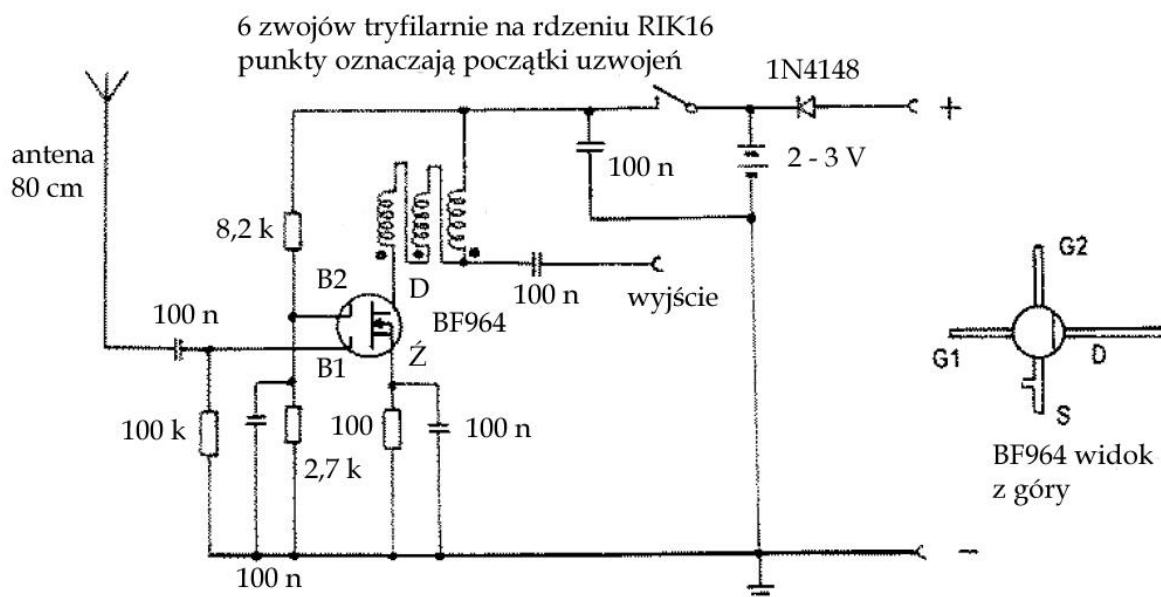 6 zwojów tryfilarnie na rdzeniu RIK16
punkty oznaczają początki uzwojeń
1N4148
+
antena
80 cm
100 n
2 - 3 V
8,2 k
G2
B2
D
100 n
wyjście
100 n
BF964
G1
D
B1
Ź
S
100 k
100
100 n
2,7 k
BF964 widok
z góry
-
100 n